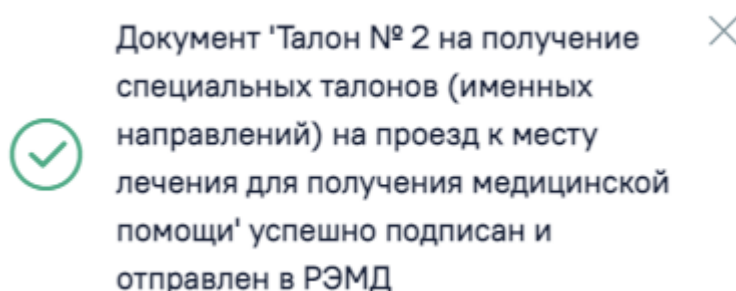 Документ 'Талон № 2 на получение
специальных талонов (именных
направлений) на проезд к месту
лечения для получения медицинской
помощи' успешно подписан и
отправлен в РЭМД